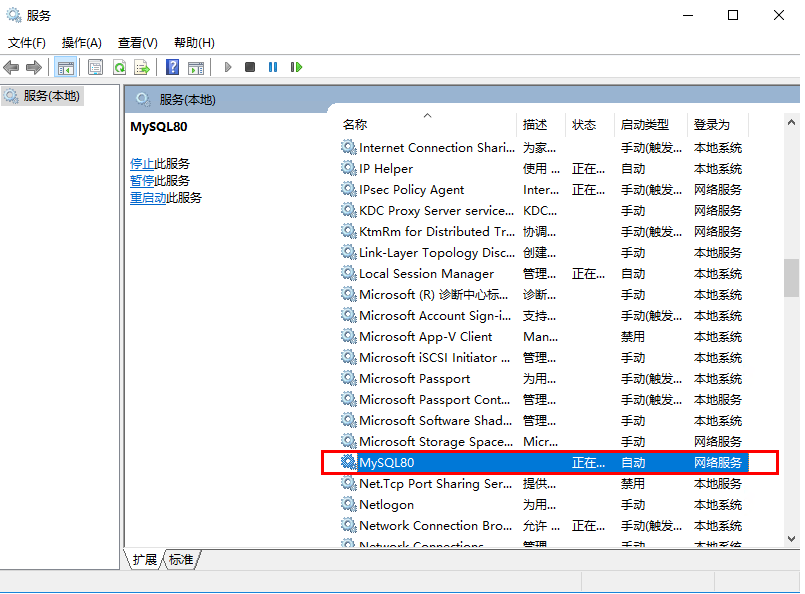 服务
文件(F) 操作(A) 查看(V) 帮助(H)
服务(本地)
服务(本地)
MySQL80
停止此服务
暂停此服务
重启动此服务
名称 描述 状态 启动类型 登录为
Internet Connection Shari... 为家... 手动(触发... 本地系统
IP Helper 使用 ... 正在... 自动 本地系统
IPsec Policy Agent Inter... 正在... 手动(触发... 网络服务
KDC Proxy Server service... KDC... 手动 网络服务
KtmRm for Distributed Tr... 协调... 手动(触发... 网络服务
Link-Layer Topology Disc... 创建... 手动 本地服务
Local Session Manager 管理... 正在... 自动 本地系统
Microsoft (R) 诊断中心标... 诊断... 手动 本地系统
Microsoft Account Sign-i... 支持... 手动(触发... 本地系统
Microsoft App-V Client Man... 禁用 本地系统
Microsoft iSCSI Initiator ... 管理... 手动 本地系统
Microsoft Passport 为用... 手动(触发... 本地系统
Microsoft Passport Cont... 管理... 手动(触发... 本地服务
Microsoft Software Shad... 管理... 手动 本地系统
Microsoft Storage Space... Micr... 手动 网络服务
MySQL80 正在... 自动 网络服务
Net.Tcp Port Sharing Ser... 提供... 禁用 本地服务
Netlogon 为用... 手动 本地系统
Network Connection Bro... 允许 ... 正在... 手动(触发... 本地系统
Network Connections 管理... 手动 本地系统
扩展 标准